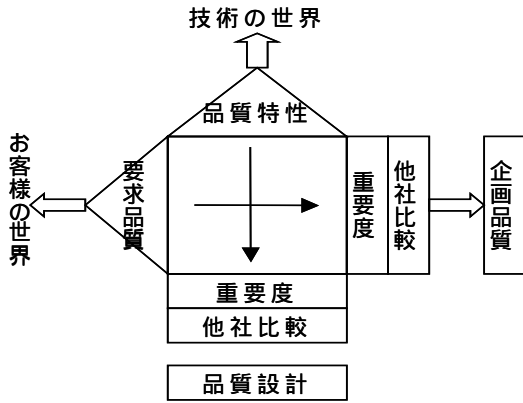 技術の世界
品質特性
お客様の世界
要求品質
重要度
他社比較
企画品質
重要度
他社比較
品質設計